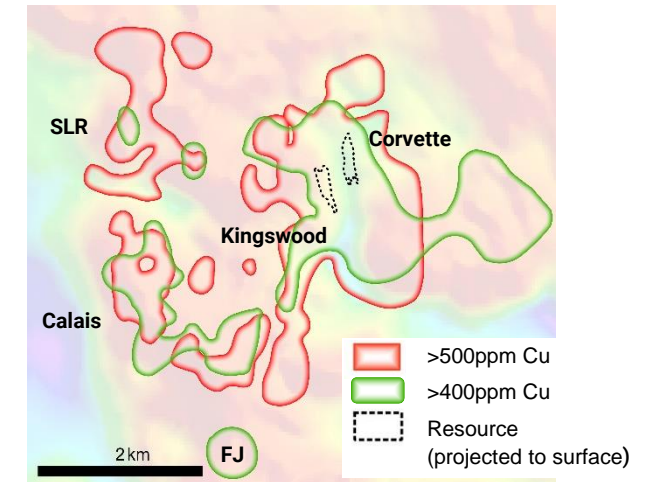 SLR
Corvette
Kingswood
Calais
>500ppm Cu
>400ppm Cu
Resource
(projected to surface)
2 km
FJ